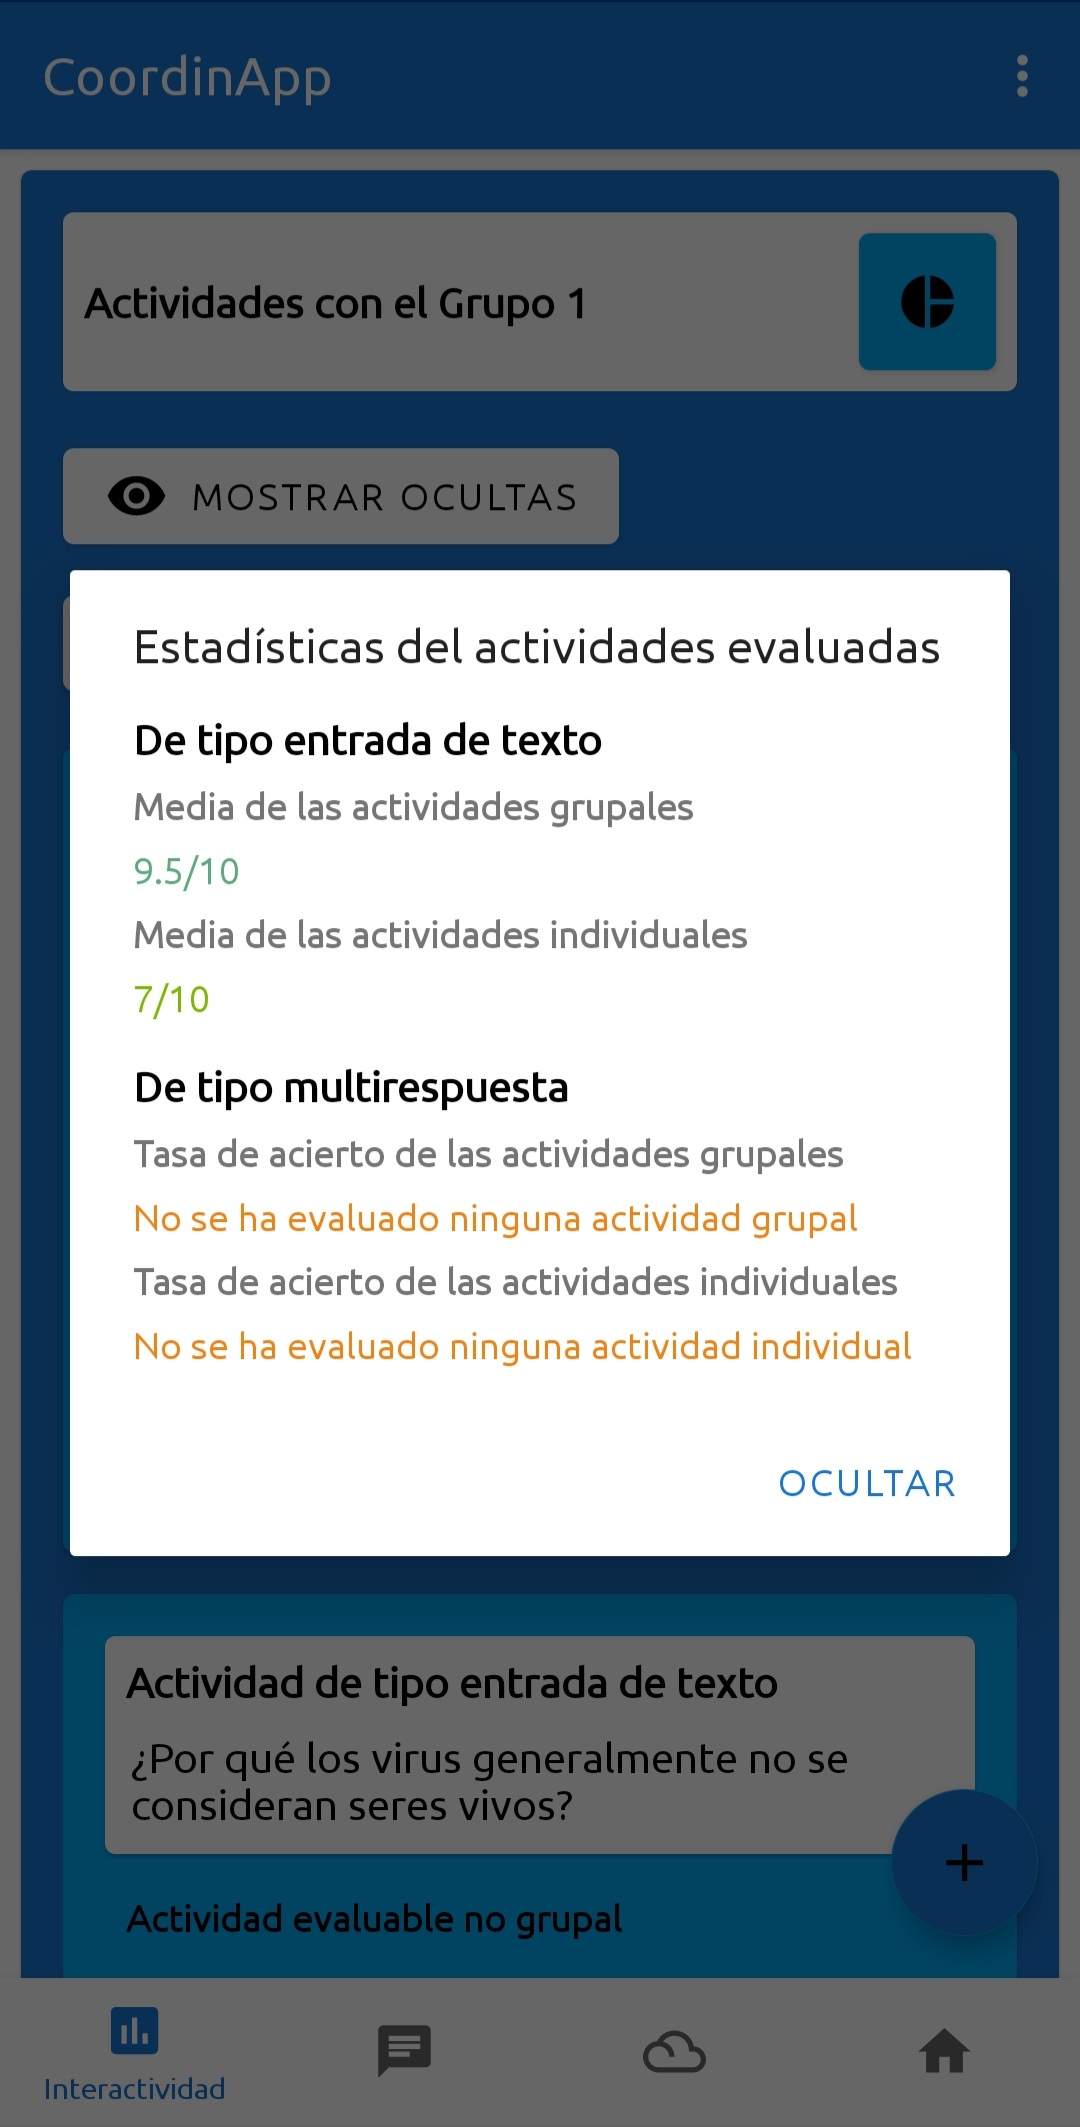 CoordinApp
Actividades con el Grupo 1
MOSTRAR OCULTAS
Estadísticas del actividades evaluadas
De tipo entrada de texto
Media de las actividades grupales
9.5/10
Media de las actividades individuales
7/10
De tipo multirespuesta
Tasa de acierto de las actividades grupales
No se ha evaluado ninguna actividad grupal
Tasa de acierto de las actividades individuales
No se ha evaluado ninguna actividad individual
OCULTAR
Actividad de tipo entrada de texto
¿Por qué los virus generalmente no se
consideran seres vivos?
Actividad evaluable no grupal
Interactividad